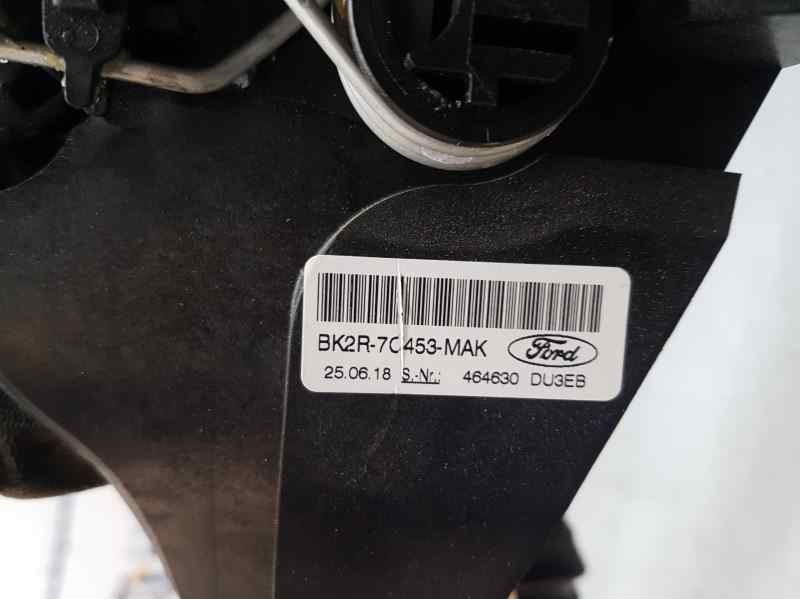 BK2R-7C453-MAK Ford
25.06.18 S.-Nr.: 464630 DU3EB